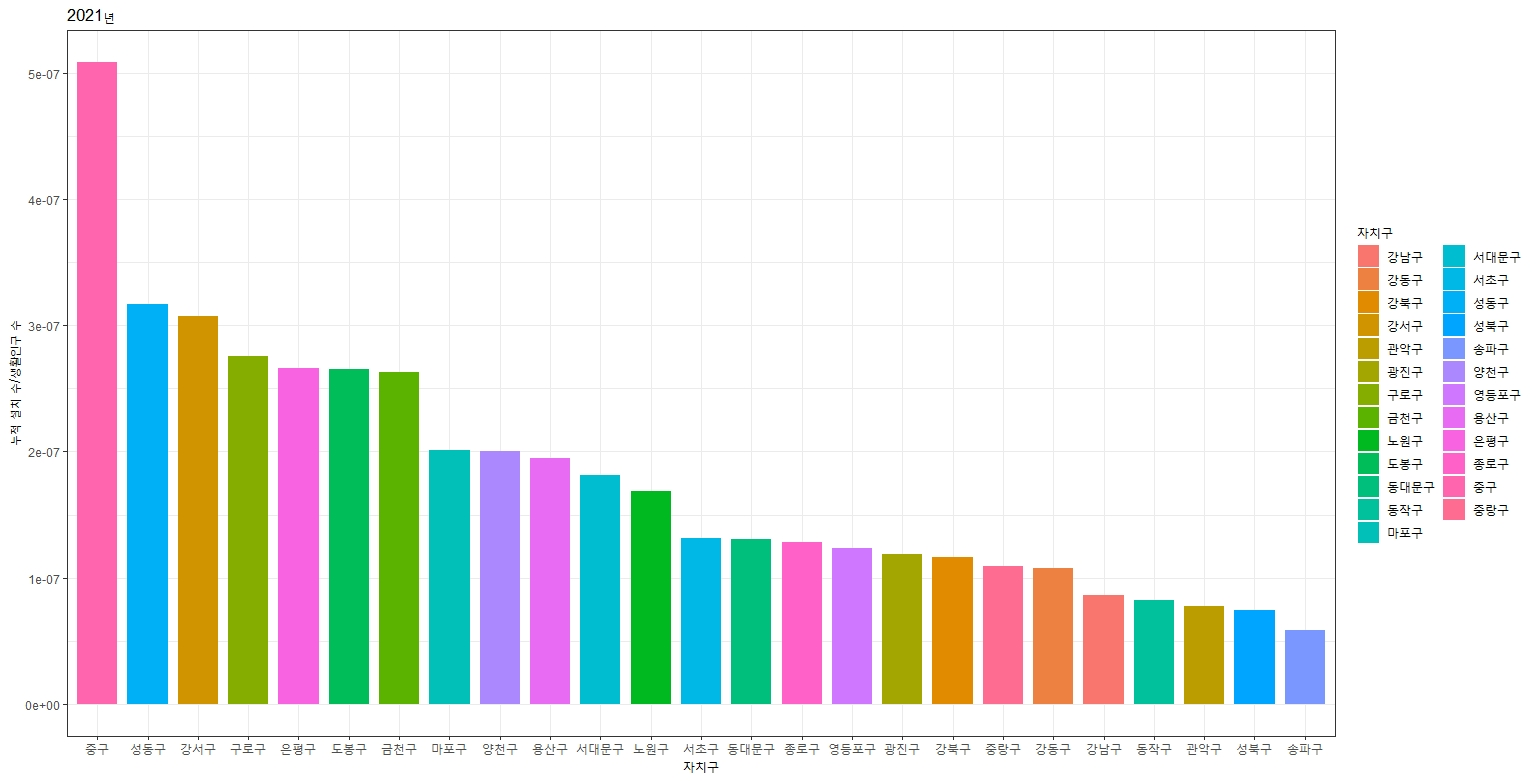 2021년
누적 설치 수/생활인구 수
5e-07
4e-07
3e-07
2e-07
1e-07
0e+00
중구 성동구 강서구 구로구 은평구 도봉구 금천구 마포구 양천구 용산구 서대문구 노원구 서초구 동대문구 종로구 영등포구 광진구 강북구 중랑구 강동구 강남구 동작구 관악구 성북구 송파구
자치구
자치구
강남구 서대문구
강동구 서초구
강북구 성동구
강서구 성북구
관악구 송파구
광진구 양천구
구로구 영등포구
금천구 용산구
노원구 은평구
도봉구 종로구
동대문구 중구
동작구 중랑구
마포구